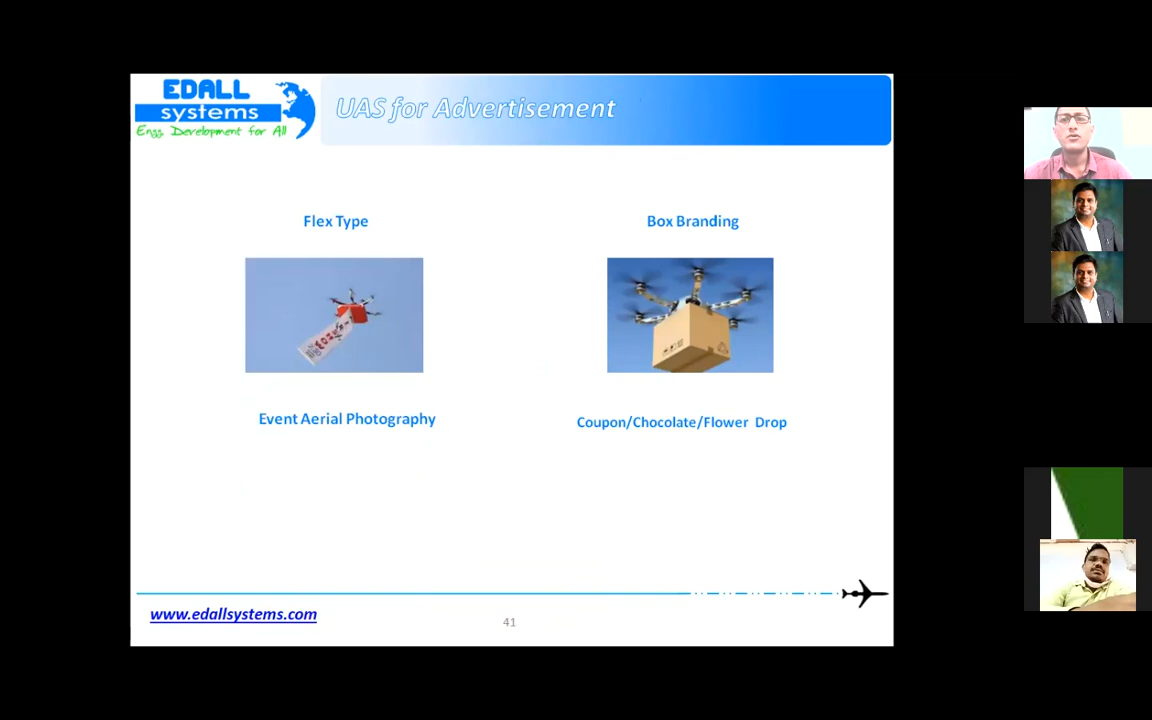 EDALL
systems
Engg Development for All
UAS for Advertisement
Flex Type
Box Branding
Event Aerial Photography
Coupon/Chocolate/Flower Drop
www.edallsystems.com
41